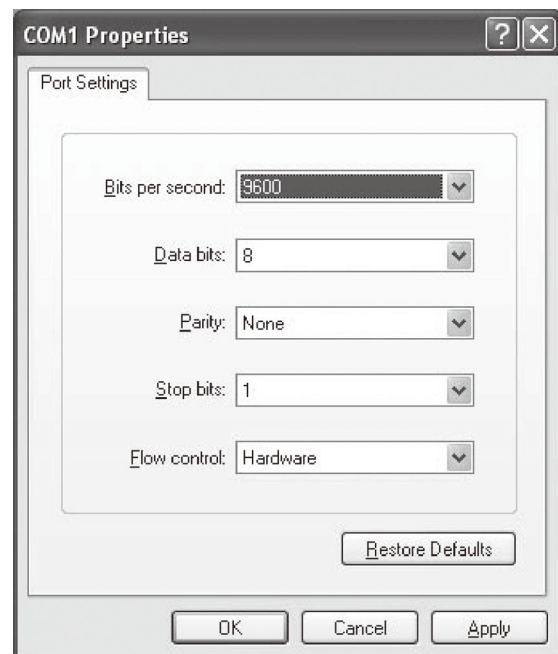 COM1 Properties
Port Settings
Bits per second: 9600
Data bits: 8
Parity: None
Stop bits: 1
Flow control: Hardware
Restore Defaults
OK Cancel Apply